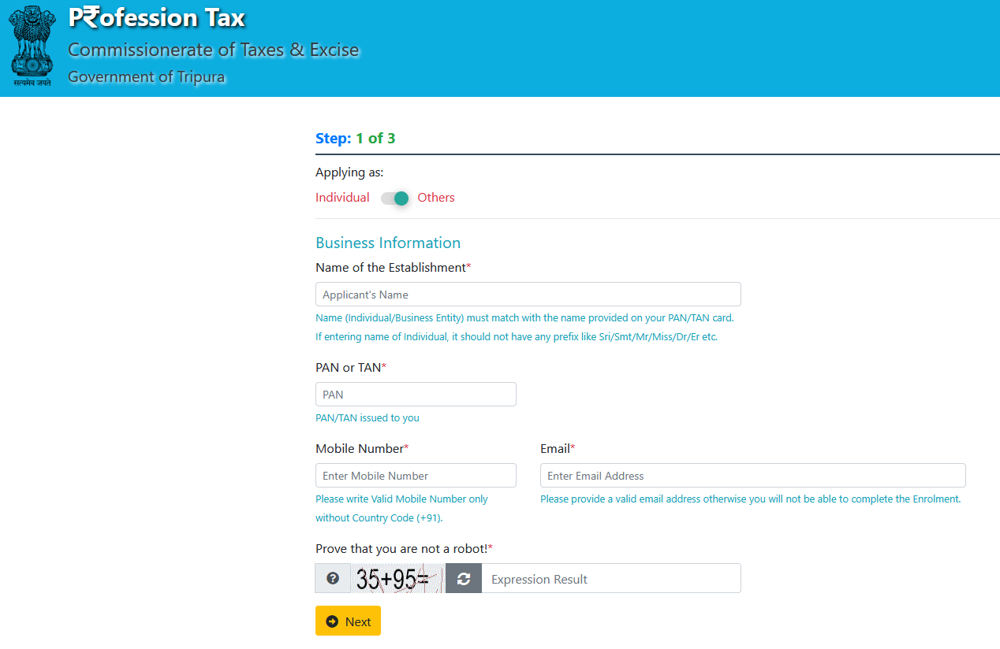 P₹ofession Tax
Commissionerate of Taxes & Excise
Government of Tripura
सत्यमेव जयते
Step: 1 of 3
Applying as:
Individual Others
Business Information
Name of the Establishment*
Applicant's Name
Name (Individual/Business Entity) must match with the name provided on your PAN/TAN card.
If entering name of Individual, it should not have any prefix like Sri/Smt/Mr/Miss/Dr/Er etc.
PAN or TAN*
PAN
PAN/TAN issued to you
Mobile Number* Email*
Enter Mobile Number Enter Email Address
Please write Valid Mobile Number only Please provide a valid email address otherwise you will not be able to complete the Enrolment.
without Country Code (+91).
Prove that you are not a robot!*
35+95= Expression Result
Next